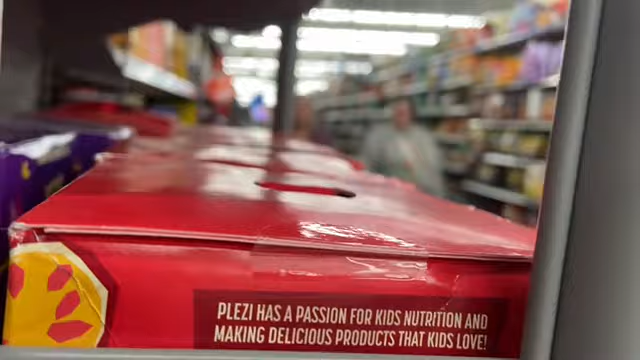 PLEZI HAS A PASSION FOR KIDS NUTRITION AND
MAKING DELICIOUS PRODUCTS THAT KIDS LOVE!